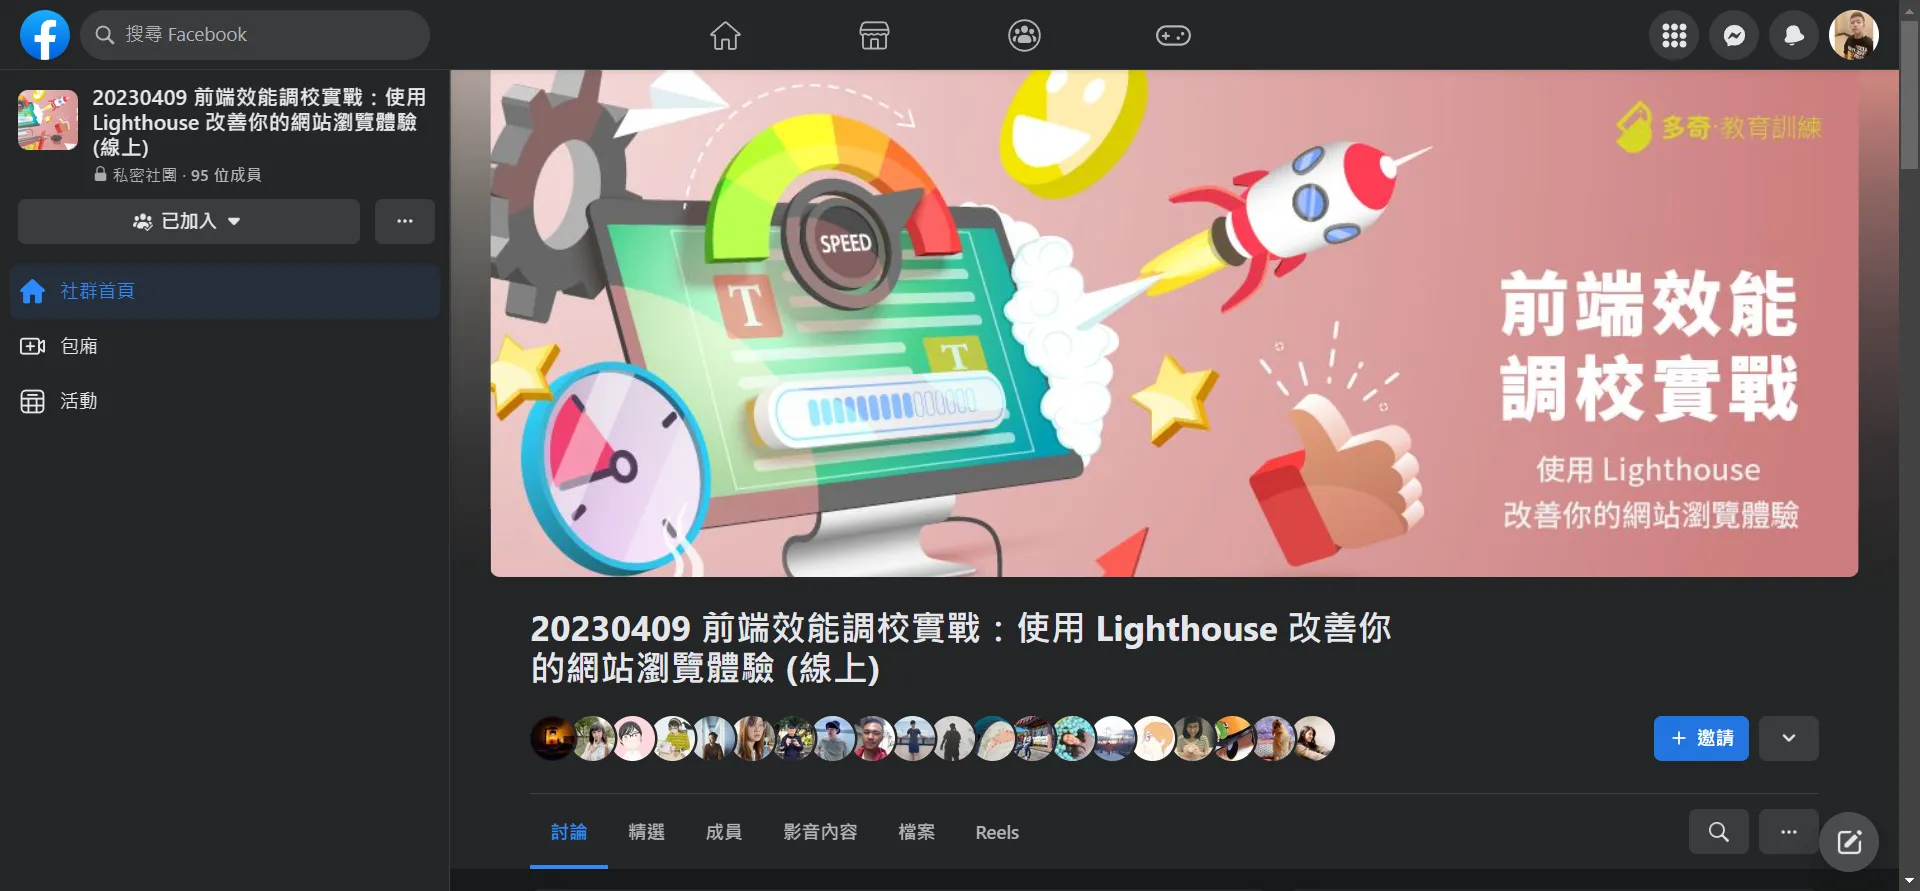 搜尋 Facebook
20230409 前端效能調校實戰：使用
Lighthouse 改善你的網站瀏覽體驗
(線上)
私密社團 · 95 位成員
已加入
社群首頁
包廂
活動
SPEED
T
T
多奇·教育訓練
前端效能
調校實戰
使用 Lighthouse
改善你的網站瀏覽體驗
20230409 前端效能調校實戰：使用 Lighthouse 改善你
的網站瀏覽體驗 (線上)
+ 邀請
討論
精選
成員
影音內容
檔案
Reels